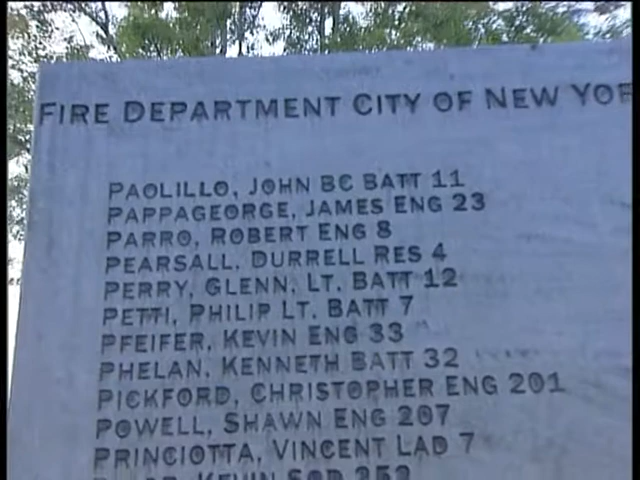 FIRE DEPARTMENT CITY OF NEW
PAOLILLO, JOHN BC BATT 11
PAPPAGEORGE, JAMES ENG 23
PARRO, ROBERT ENG 8
PEARSALL, DURRELL RES 4
PERRY, GLENN, LT. BATT 12
PETTI, PHILIP LT. BATT 7
PFEIFER, KEVIN ENG 33
PHELAN, KENNETH BATT 32
PICKFORD, CHRISTOPHER ENG 201
POWELL, SHAWN ENG 207
PRINCIOTTA, VINCENT LAD 7
KEVIN